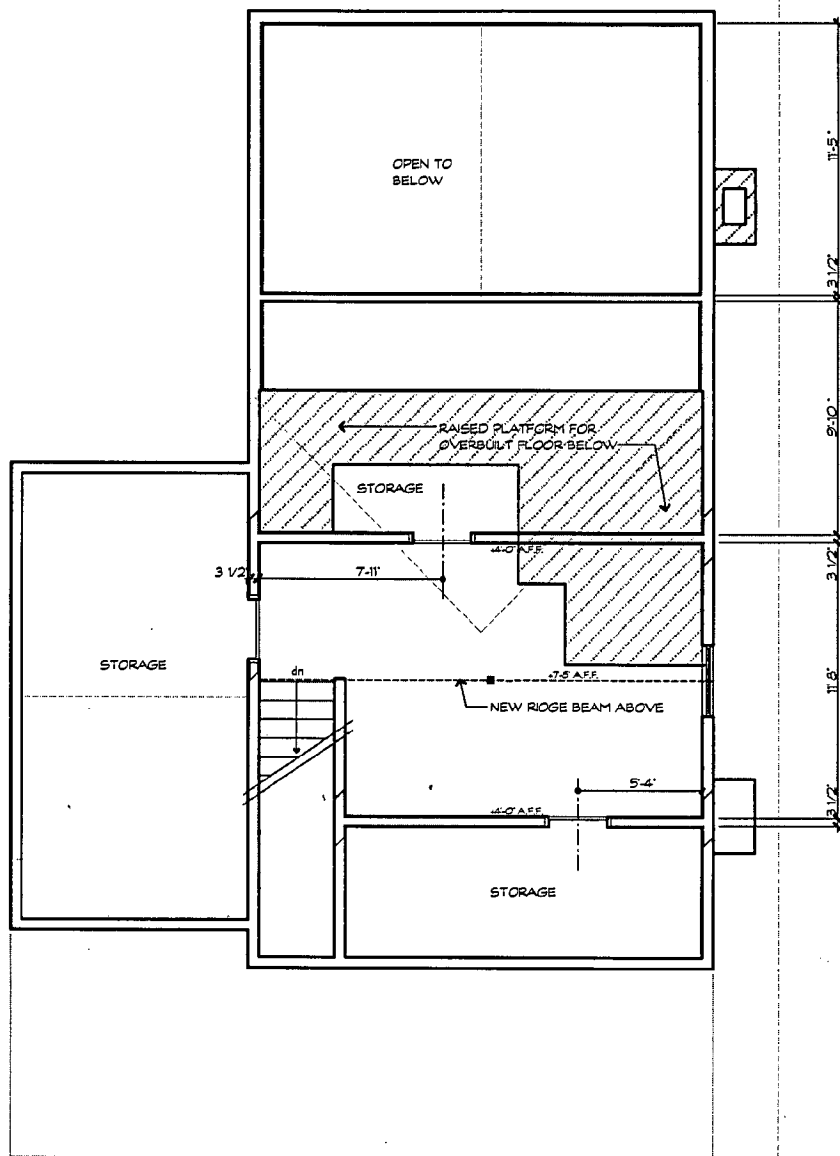 OPEN TO
BELOW
11'-5"
3 1/2"
9'-10"
RAISED PLATFORM FOR
OVERBUILT FLOOR BELOW
STORAGE
+4'-0" A.F.F.
3 1/2"
7'-11"
3 1/2"
STORAGE
dn
+7'-5" A.F.F.
NEW RIDGE BEAM ABOVE
11'8"
5'-4"
+4'-0" A.F.F.
3 1/2"
STORAGE